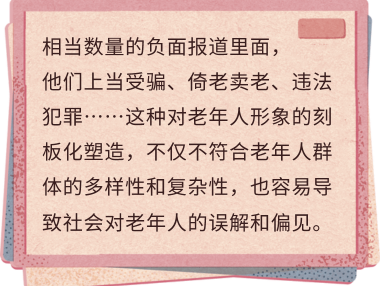 相当数量的负面报道里面，
他们上当受骗、倚老卖老、违法
犯罪……这种对老年人形象的刻
板化塑造，不仅不符合老年人群
体的多样性和复杂性，也容易导
致社会对老年人的误解和偏见。